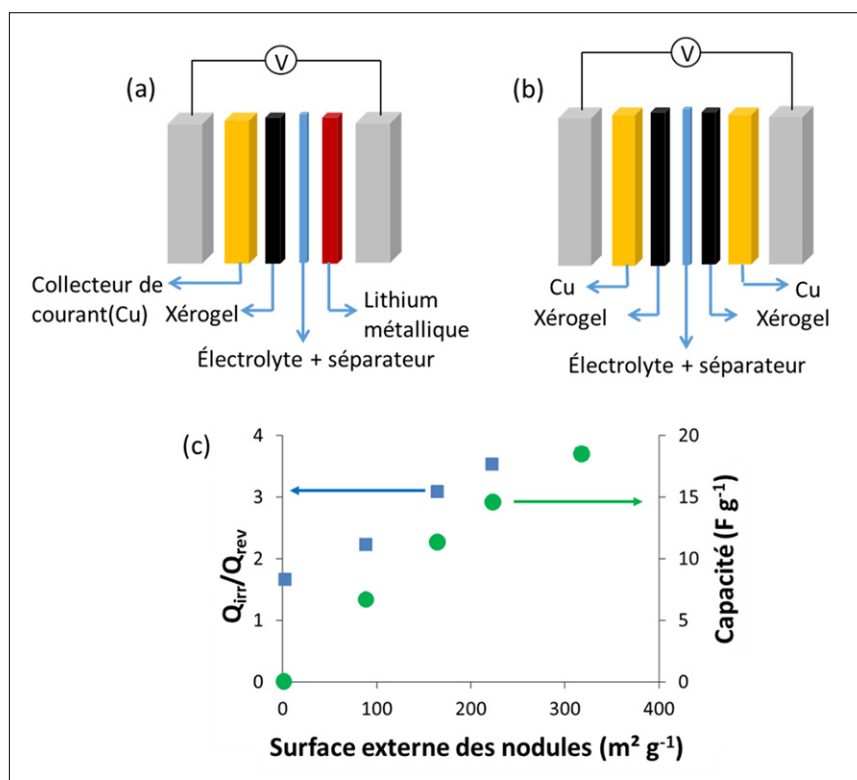 (a)
V
Collecteur de
courant(Cu)
Xérogel
Lithium
métallique
Électrolyte + séparateur
(b)
V
Cu
Xérogel
Cu
Xérogel
Électrolyte + séparateur
(c)
4
3
2
1
0
Qirr/Qrev
20
15
10
5
0
Capacité (F g⁻¹)
0
100
200
300
400
Surface externe des nodules (m² g⁻¹)